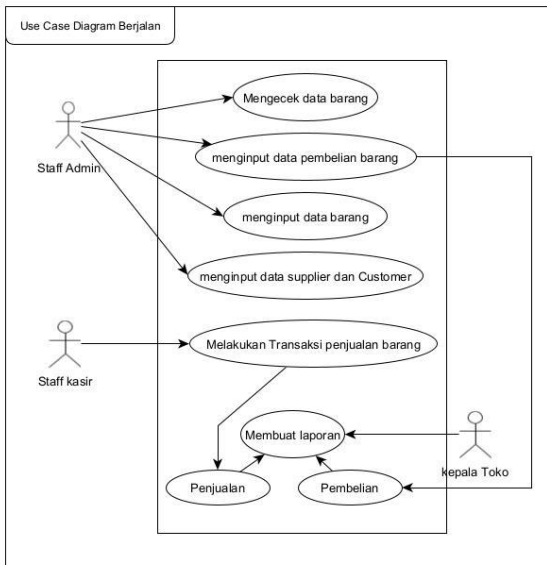 Use Case Diagram Berjalan
Mengecek data barang
Staff Admin
menginput data pembelian barang
menginput data barang
menginput data supplier dan Customer
Melakukan Transaksi penjualan barang
Staff kasir
Membuat laporan
kepala Toko
Penjualan
Pembelian